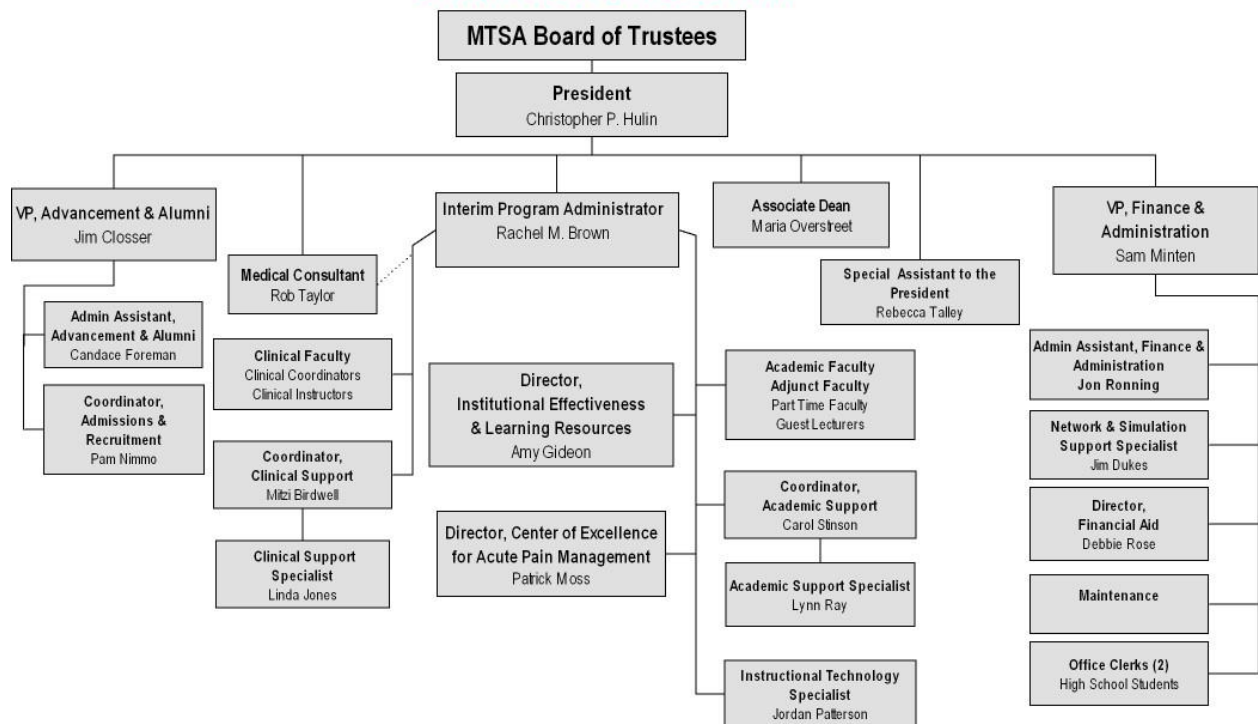 MTSA Board of Trustees
President
Christopher P. Hulin
VP, Advancement & Alumni
Jim Closser
Medical Consultant
Rob Taylor
Interim Program Administrator
Rachel M. Brown
Associate Dean
Maria Overstreet
Special Assistant to the
President
Rebecca Talley
VP, Finance &
Administration
Sam Minten
Admin Assistant,
Advancement & Alumni
Candace Foreman
Coordinator,
Admissions &
Recruitment
Pam Nimmo
Clinical Faculty
Clinical Coordinators
Clinical Instructors
Coordinator,
Clinical Support
Mitzi Birdwell
Clinical Support
Specialist
Linda Jones
Director,
Institutional Effectiveness
& Learning Resources
Amy Gideon
Director, Center of Excellence
for Acute Pain Management
Patrick Moss
Academic Faculty
Adjunct Faculty
Part Time Faculty
Guest Lecturers
Coordinator,
Academic Support
Carol Stinson
Academic Support Specialist
Lynn Ray
Instructional Technology
Specialist
Jordan Patterson
Admin Assistant, Finance &
Administration
Jon Ronning
Network & Simulation
Support Specialist
Jim Dukes
Director,
Financial Aid
Debbie Rose
Maintenance
Office Clerks (2)
High School Students